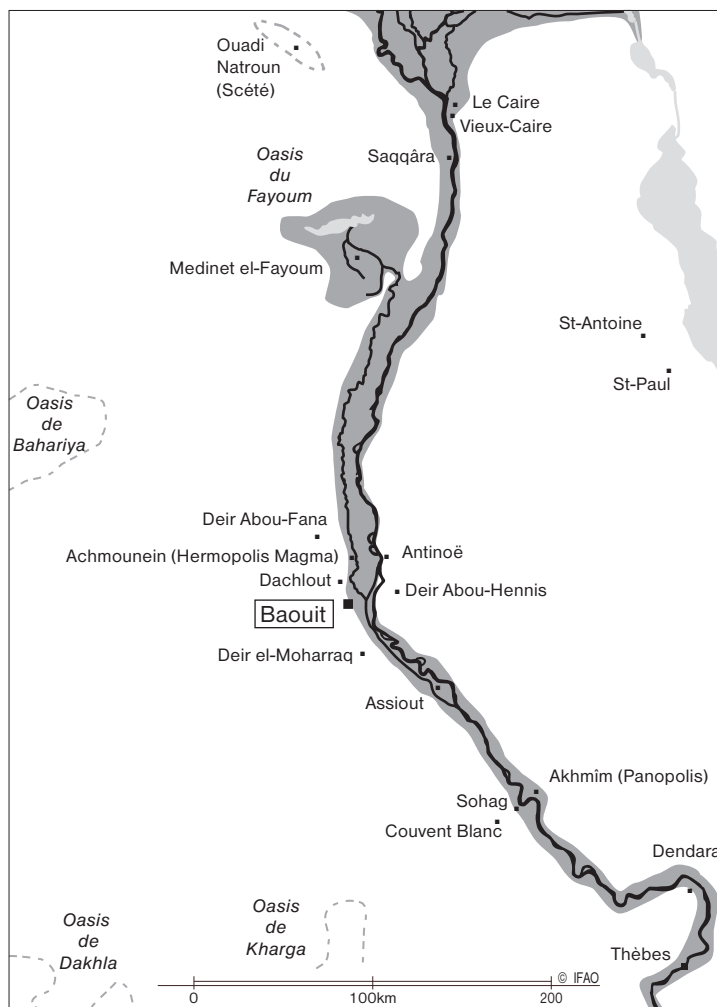 Ouadi
Natroun
(Scété)
Le Caire
Vieux-Caire
Saqqâra
Oasis
du
Fayoum
Medinet el-Fayoum
St-Antoine
St-Paul
Oasis
de
Bahariya
Deir Abou-Fana
Achmounein (Hermopolis Magma)
Antinoë
Dachlout
Deir Abou-Hennis
Baouit
Deir el-Moharraq
Assiout
Akhmîm (Panopolis)
Sohag
Couvent Blanc
Dendara
Oasis
de
Kharga
Oasis
de
Dakhla
Thèbes
© IFAO
0
100km
200